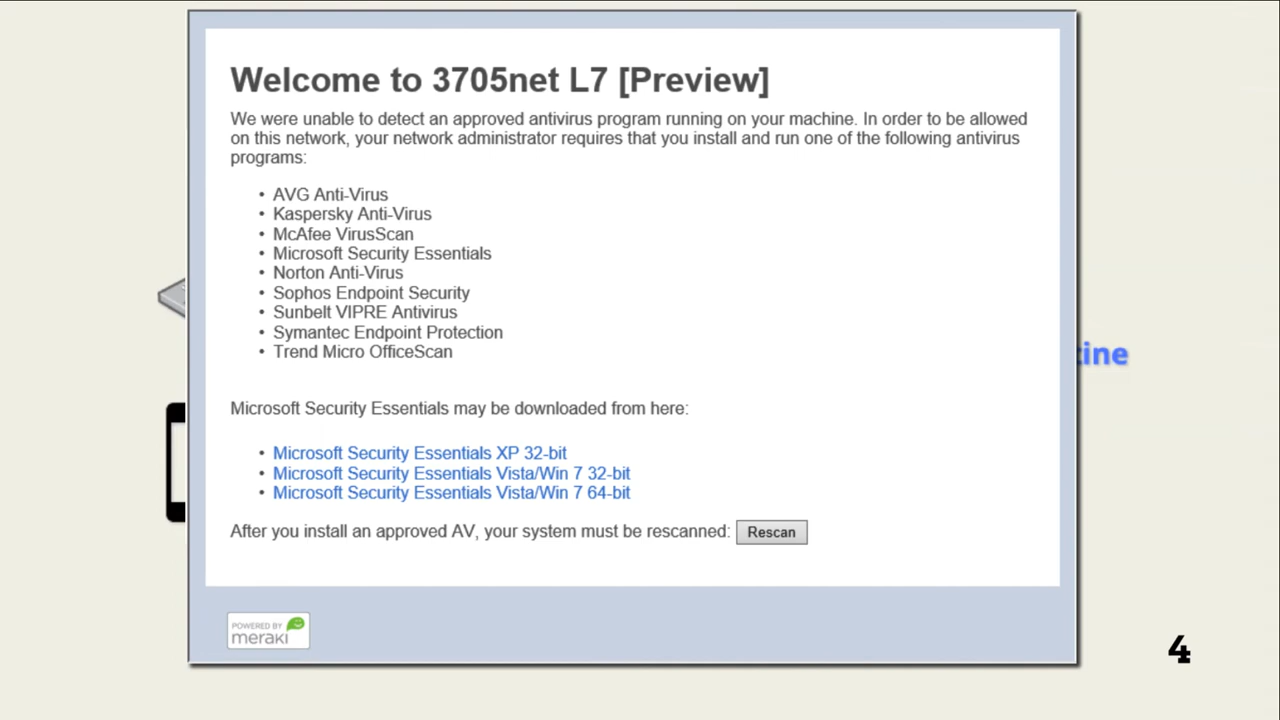 Welcome to 3705net L7 [Preview]
We were unable to detect an approved antivirus program running on your machine. In order to be allowed
on this network, your network administrator requires that you install and run one of the following antivirus
programs:
• AVG Anti-Virus
• Kaspersky Anti-Virus
• McAfee VirusScan
• Microsoft Security Essentials
• Norton Anti-Virus
• Sophos Endpoint Security
• Sunbelt VIPRE Antivirus
• Symantec Endpoint Protection
• Trend Micro OfficeScan
tine
Microsoft Security Essentials may be downloaded from here:
• Microsoft Security Essentials XP 32-bit
• Microsoft Security Essentials Vista/Win 7 32-bit
• Microsoft Security Essentials Vista/Win 7 64-bit
After you install an approved AV, your system must be rescanned: Rescan
POWERED BY
meraki
4